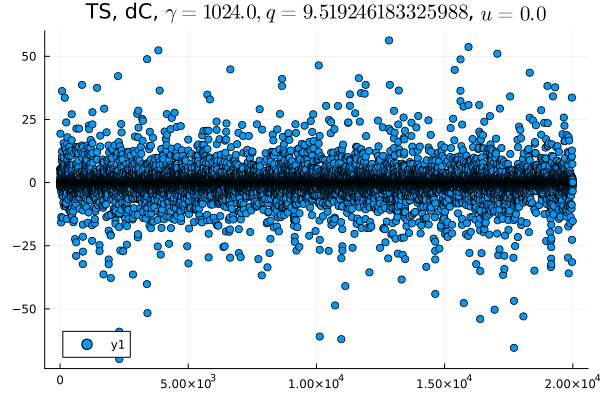 TS, dC, γ = 1024.0, q = 9.519246183325988, u = 0.0
50
25
0
−25
−50
y1
0 5.00×10³ 1.00×10⁴ 1.50×10⁴ 2.00×10⁴